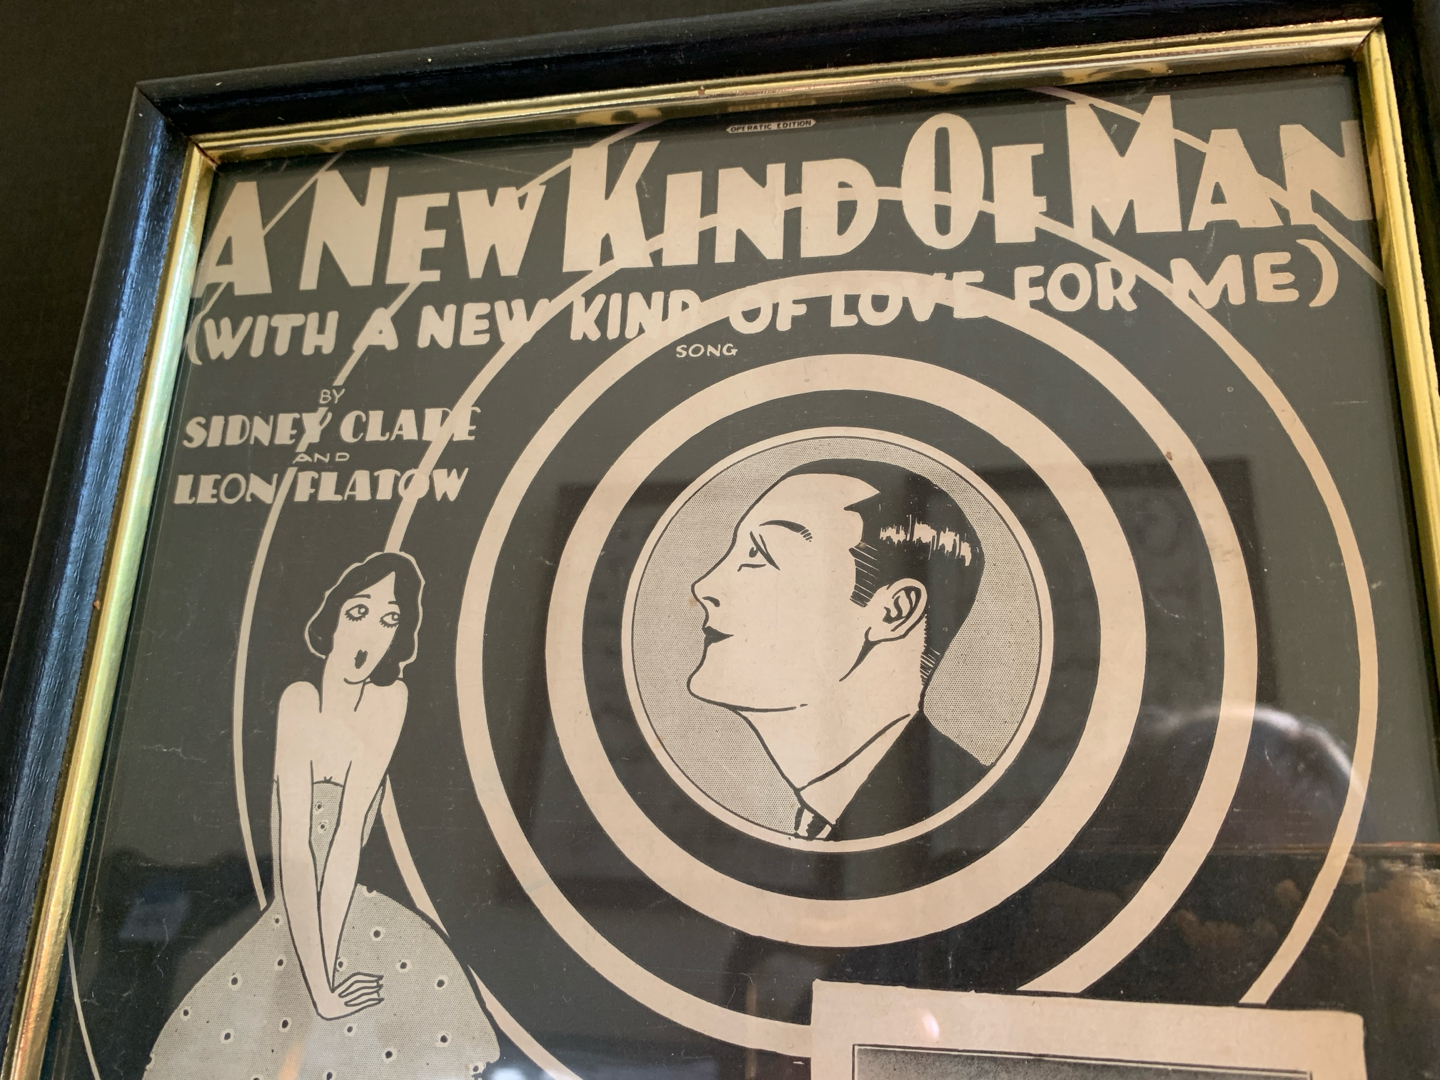 OPERATIC EDITION
A NEW KIND OF MAN
(WITH A NEW KIND OF LOVE FOR ME)
SONG
BY
SIDNEY CLARE
AND
LEON FLATOW